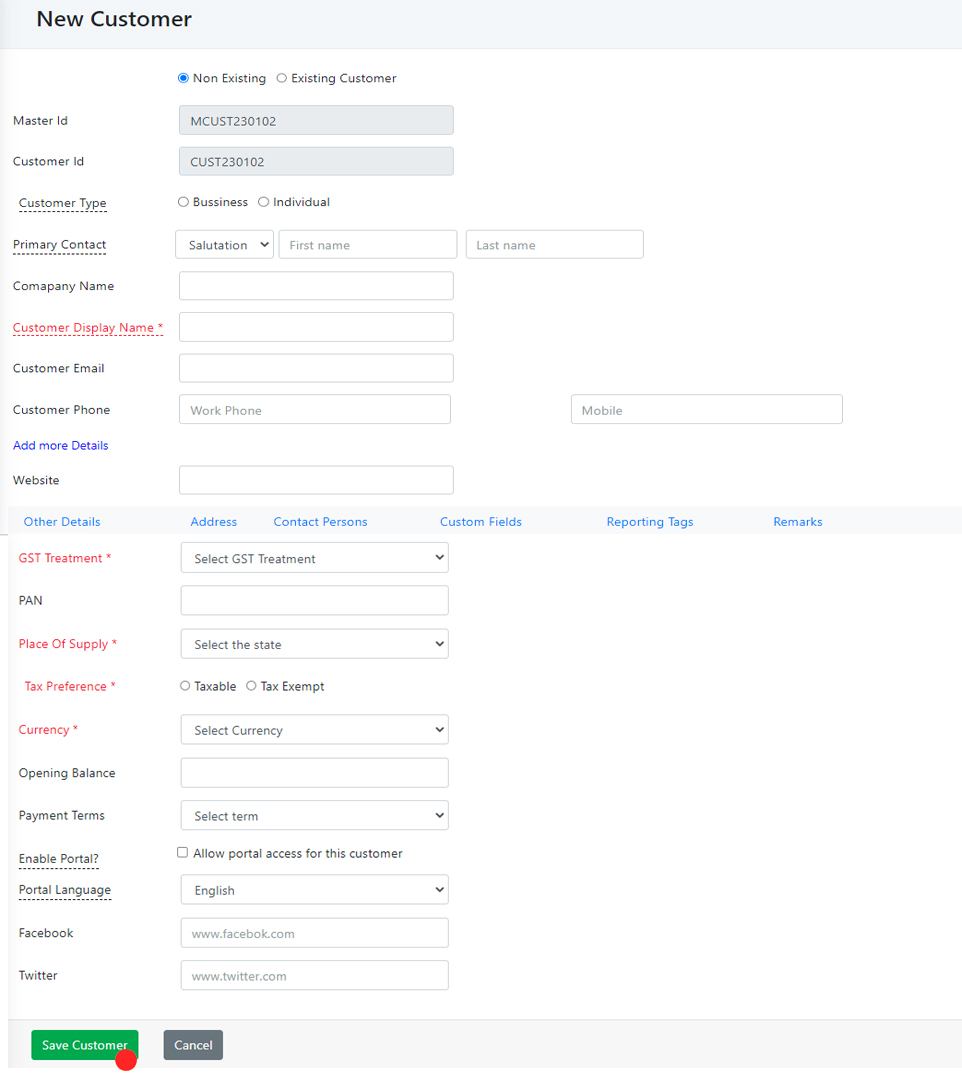 New Customer
Non Existing Existing Customer
Master Id MCUST230102
Customer Id CUST230102
Customer Type Bussiness Individual
Primary Contact Salutation First name Last name
Comapany Name
Customer Display Name *
Customer Email
Customer Phone Work Phone Mobile
Add more Details
Website
Other Details Address Contact Persons Custom Fields Reporting Tags Remarks
GST Treatment * Select GST Treatment
PAN
Place Of Supply * Select the state
Tax Preference * Taxable Tax Exempt
Currency * Select Currency
Opening Balance
Payment Terms Select term
Enable Portal? Allow portal access for this customer
Portal Language English
Facebook www.facebok.com
Twitter www.twitter.com
Save Customer Cancel